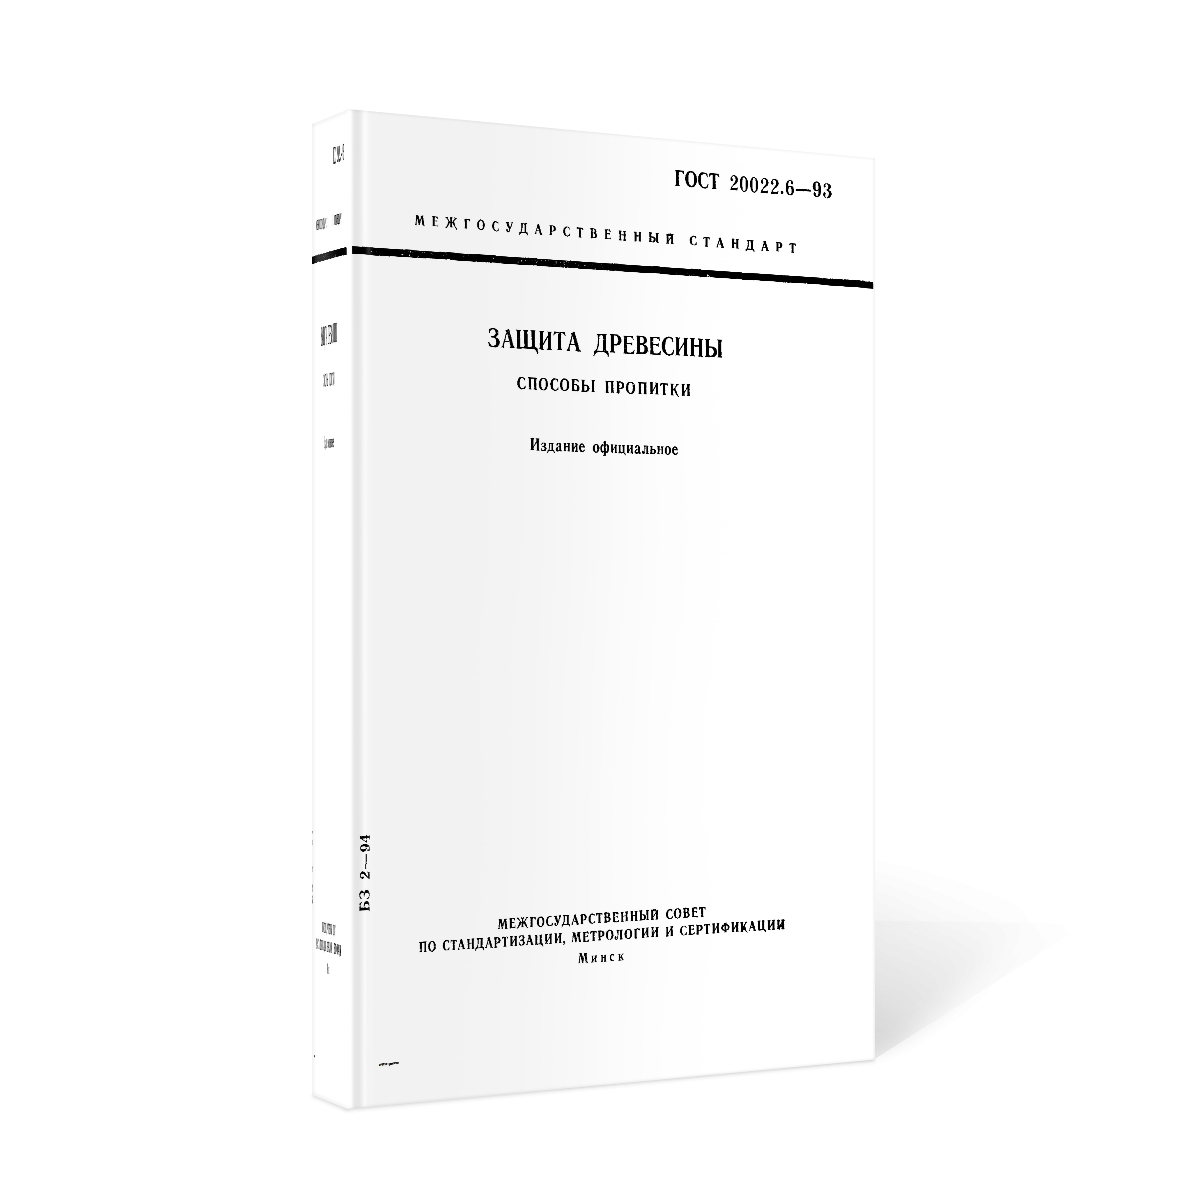 ГОСТ 20022.6—93
МЕЖГОСУДАРСТВЕННЫЙ СТАНДАРТ
ЗАЩИТА ДРЕВЕСИНЫ
СПОСОБЫ ПРОПИТКИ
Издание официальное
БЗ 2—94
МЕЖГОСУДАРСТВЕННЫЙ СОВЕТ
ПО СТАНДАРТИЗАЦИИ, МЕТРОЛОГИИ И СЕРТИФИКАЦИИ
Минск